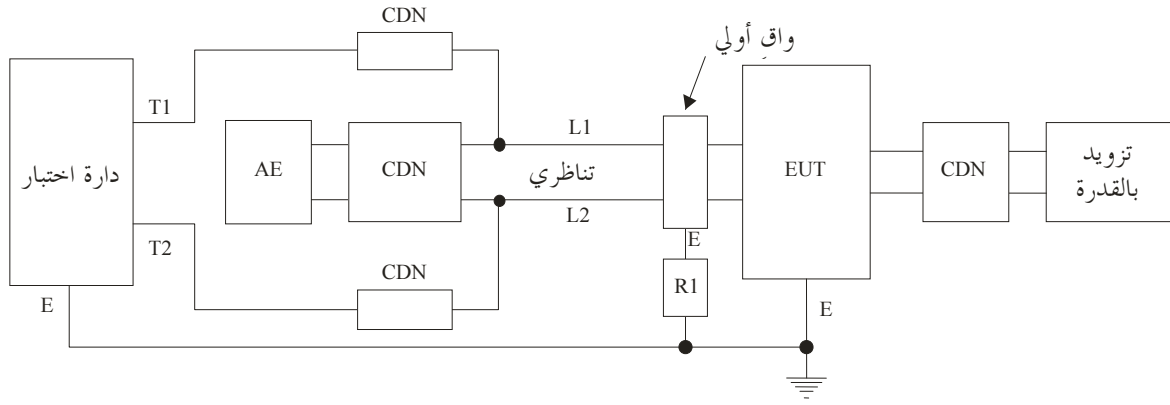 CDN
واقٍ أولي
T1
L1
دارة اختبار
AE
CDN
تناظري
EUT
CDN
تزويد
بالقدرة
L2
T2
E
CDN
R1
E
E